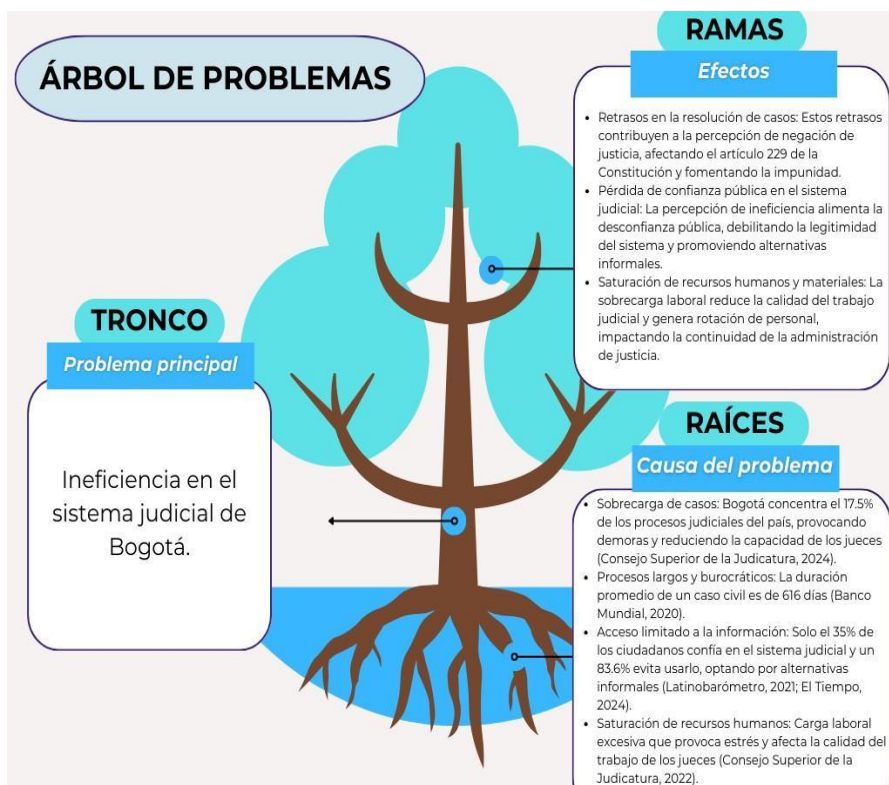 ÁRBOL DE PROBLEMAS
RAMAS
Efectos
• Retrasos en la resolución de casos: Estos retrasos
contribuyen a la percepción de negación de
justicia, afectando el artículo 229 de la
Constitución y fomentando la impunidad.
• Pérdida de confianza pública en el sistema
judicial: La percepción de ineficiencia alimenta la
desconfianza pública, debilitando la legitimidad
del sistema y promoviendo alternativas
informales.
• Saturación de recursos humanos y materiales: La
sobrecarga laboral reduce la calidad del trabajo
judicial y genera rotación de personal,
impactando la continuidad de la administración
de justicia.
TRONCO
Problema principal
Ineficiencia en el
sistema judicial de
Bogotá.
RAÍCES
Causa del problema
• Sobrecarga de casos: Bogotá concentra el 17.5%
de los procesos judiciales del país, provocando
demoras y reduciendo la capacidad de los jueces
(Consejo Superior de la Judicatura, 2024).
• Procesos largos y burocráticos: La duración
promedio de un caso civil es de 616 días (Banco
Mundial, 2020).
• Acceso limitado a la información: Solo el 35% de
los ciudadanos confía en el sistema judicial y un
83.6% evita usarlo, optando por alternativas
informales (Latinobarómetro, 2021; El Tiempo,
2024).
• Saturación de recursos humanos: Carga laboral
excesiva que provoca estrés y afecta la calidad del
trabajo de los jueces (Consejo Superior de la
Judicatura, 2022).